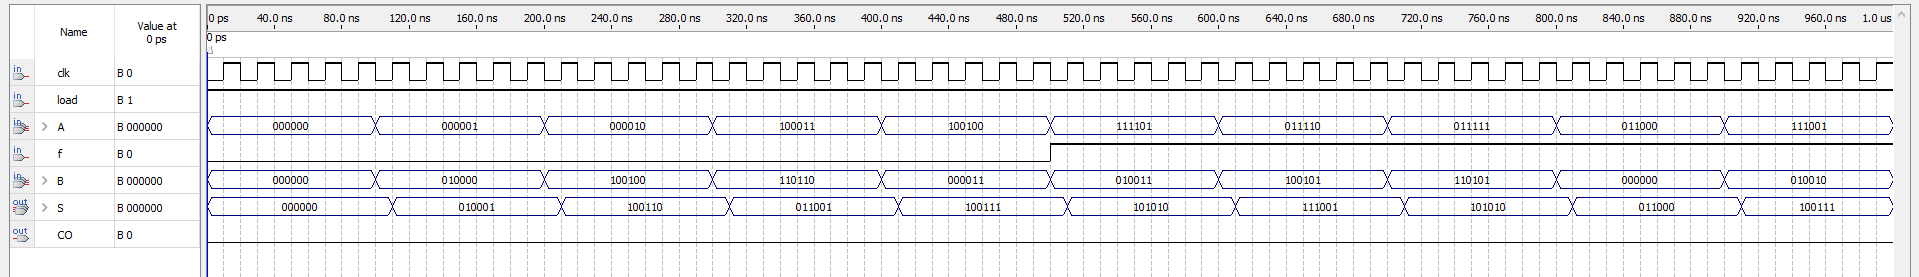 Name Value at 0 ps 0 ps 40.0 ns 80.0 ns 120.0 ns 160.0 ns 200.0 ns 240.0 ns 280.0 ns 320.0 ns 360.0 ns 400.0 ns 440.0 ns 480.0 ns 520.0 ns 560.0 ns 600.0 ns 640.0 ns 680.0 ns 720.0 ns 760.0 ns 800.0 ns 840.0 ns 880.0 ns 920.0 ns 960.0 ns 1.0 us
0 ps
in clk B 0
in load B 1
in A B 000000 000000 000001 000010 100011 100100 111101 011110 011111 011000 111001
in f B 0
in B B 000000 000000 010000 100100 110110 000011 010011 100101 110101 000000 010010
out S B 000000 000000 010001 100110 011001 100111 101010 111001 101010 011000 100111
out CO B 0